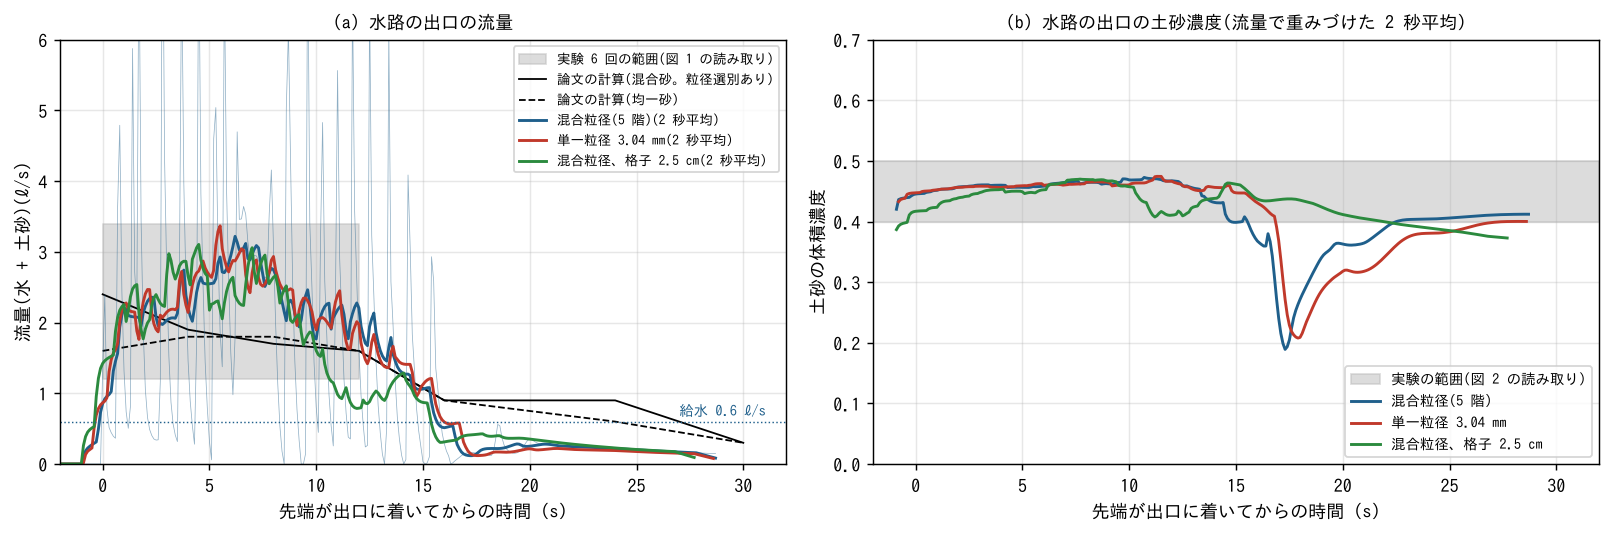 (a) 水路の出口の流量
6
5
4
3
2
1
0
流量(水 + 土砂)(ℓ/s)
実験 6 回の範囲(図 1 の読み取り)
論文の計算(混合砂。粒径選別あり)
論文の計算(均一砂)
混合粒径(5 階)(2 秒平均)
単一粒径 3.04 mm(2 秒平均)
混合粒径、格子 2.5 cm(2 秒平均)
給水 0.6 ℓ/s
0 5 10 15 20 25 30
先端が出口に着いてからの時間 (s)
(b) 水路の出口の土砂濃度(流量で重みづけた 2 秒平均)
0.7
0.6
0.5
0.4
0.3
0.2
0.1
0.0
土砂の体積濃度
実験の範囲(図 2 の読み取り)
混合粒径(5 階)
単一粒径 3.04 mm
混合粒径、格子 2.5 cm
0 5 10 15 20 25 30
先端が出口に着いてからの時間 (s)